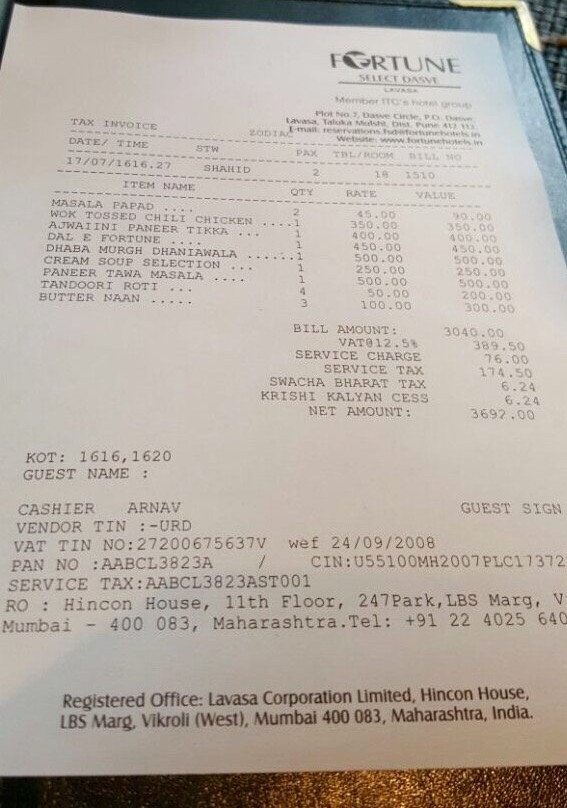 FORTUNE
SELECT DASVE
LAVASA
Member ITC's hotel group
Plot No.7, Dasve Circle, P.O. Dasve,
Lavasa, Taluka Mulshi, Dist. Pune 412 112.
E-mail: reservations.fsd@fortunehotels.in
Website: www.fortunehotels.in
TAX INVOICE ZODIAC
DATE/ TIME STW PAX TBL/ROOM BILL NO
17/07/1616.27 SHAHID 2 18 1510
ITEM NAME QTY RATE VALUE
MASALA PAPAD .... 2 45.00 90.00
WOK TOSSED CHILI CHICKEN ....1 350.00 350.00
AJWAIINI PANEER TIKKA ... 1 400.00 400.00
DAL E FORTUNE .... 1 450.00 450.00
DHABA MURGH DHANIAWALA ......1 500.00 500.00
CREAM SOUP SELECTION ... 1 250.00 250.00
PANEER TAWA MASALA .... 1 500.00 500.00
TANDOORI ROTI ... 4 50.00 200.00
BUTTER NAAN ..... 3 100.00 300.00
BILL AMOUNT: 3040.00
VAT@12.5% 389.50
SERVICE CHARGE 76.00
SERVICE TAX 174.50
SWACHA BHARAT TAX 6.24
KRISHI KALYAN CESS 6.24
NET AMOUNT: 3692.00
KOT: 1616,1620
GUEST NAME :
CASHIER ARNAV GUEST SIGN
VENDOR TIN :-URD
VAT TIN NO:27200675637V wef 24/09/2008
PAN NO :AABCL3823A / CIN:U55100MH2007PLC17372
SERVICE TAX:AABCL3823AST001
RO : Hincon House, 11th Floor, 247Park,LBS Marg, V
Mumbai - 400 083, Maharashtra.Tel: +91 22 4025 640
Registered Office: Lavasa Corporation Limited, Hincon House,
LBS Marg, Vikroli (West), Mumbai 400 083, Maharashtra, India.